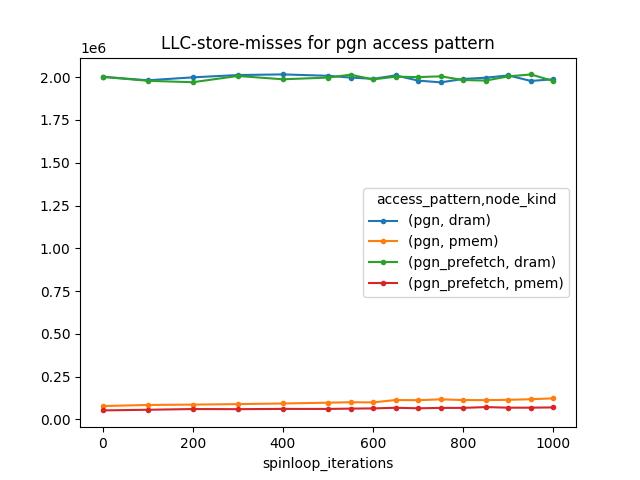 LLC-store-misses for pgn access pattern
1e6
2.00
1.75
1.50
1.25
1.00
0.75
0.50
0.25
0.00
access_pattern,node_kind
(pgn, dram)
(pgn, pmem)
(pgn_prefetch, dram)
(pgn_prefetch, pmem)
0 200 400 600 800 1000
spinloop_iterations